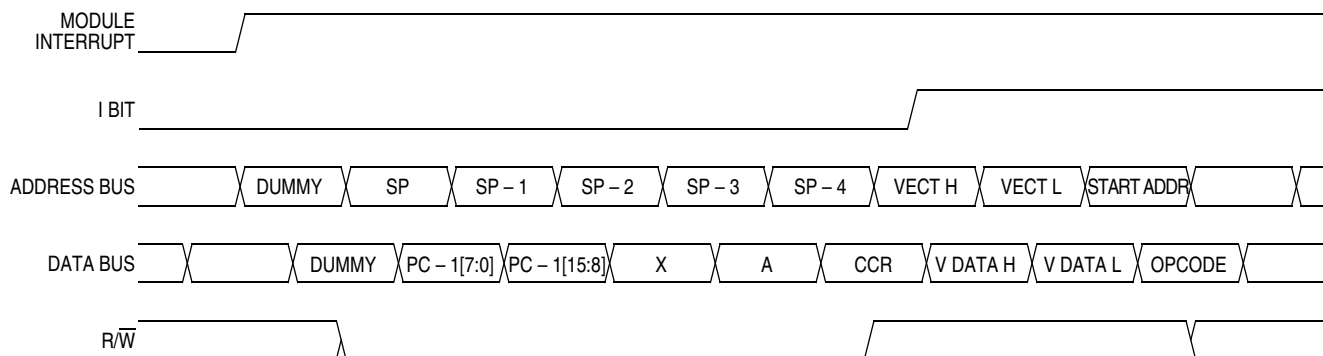 MODULE
INTERRUPT
I BIT
ADDRESS BUS DUMMY SP SP – 1 SP – 2 SP – 3 SP – 4 VECT H VECT L START ADDR
DATA BUS DUMMY PC – 1[7:0] PC – 1[15:8] X A CCR V DATA H V DATA L OPCODE
R/W̅